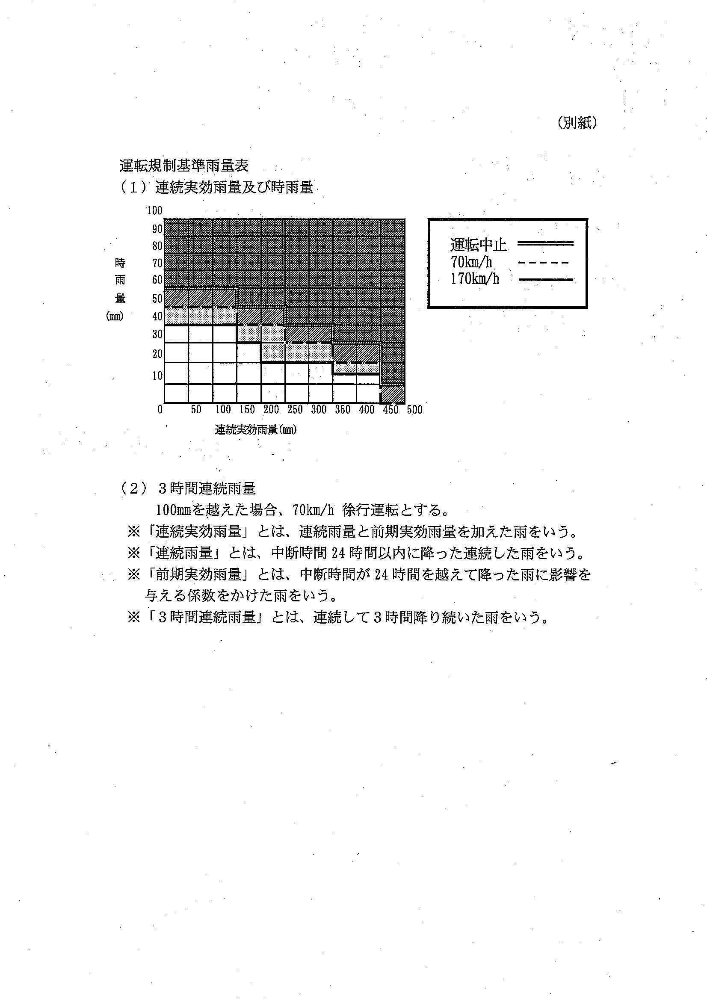 （別紙）
運転規制基準雨量表
（１）連続実効雨量及び時雨量
100
90
80
70
60
50
40
30
20
10
時
雨
量
(mm)
0 50 100 150 200 250 300 350 400 450 500
連続実効雨量(mm)
運転中止
70km/h
170km/h
（２）３時間連続雨量
100mmを越えた場合、70km/h 徐行運転とする。
※「連続実効雨量」とは、連続雨量と前期実効雨量を加えた雨をいう。
※「連続雨量」とは、中断時間 24 時間以内に降った連続した雨をいう。
※「前期実効雨量」とは、中断時間が 24 時間を越えて降った雨に影響を
与える係数をかけた雨をいう。
※「３時間連続雨量」とは、連続して３時間降り続いた雨をいう。